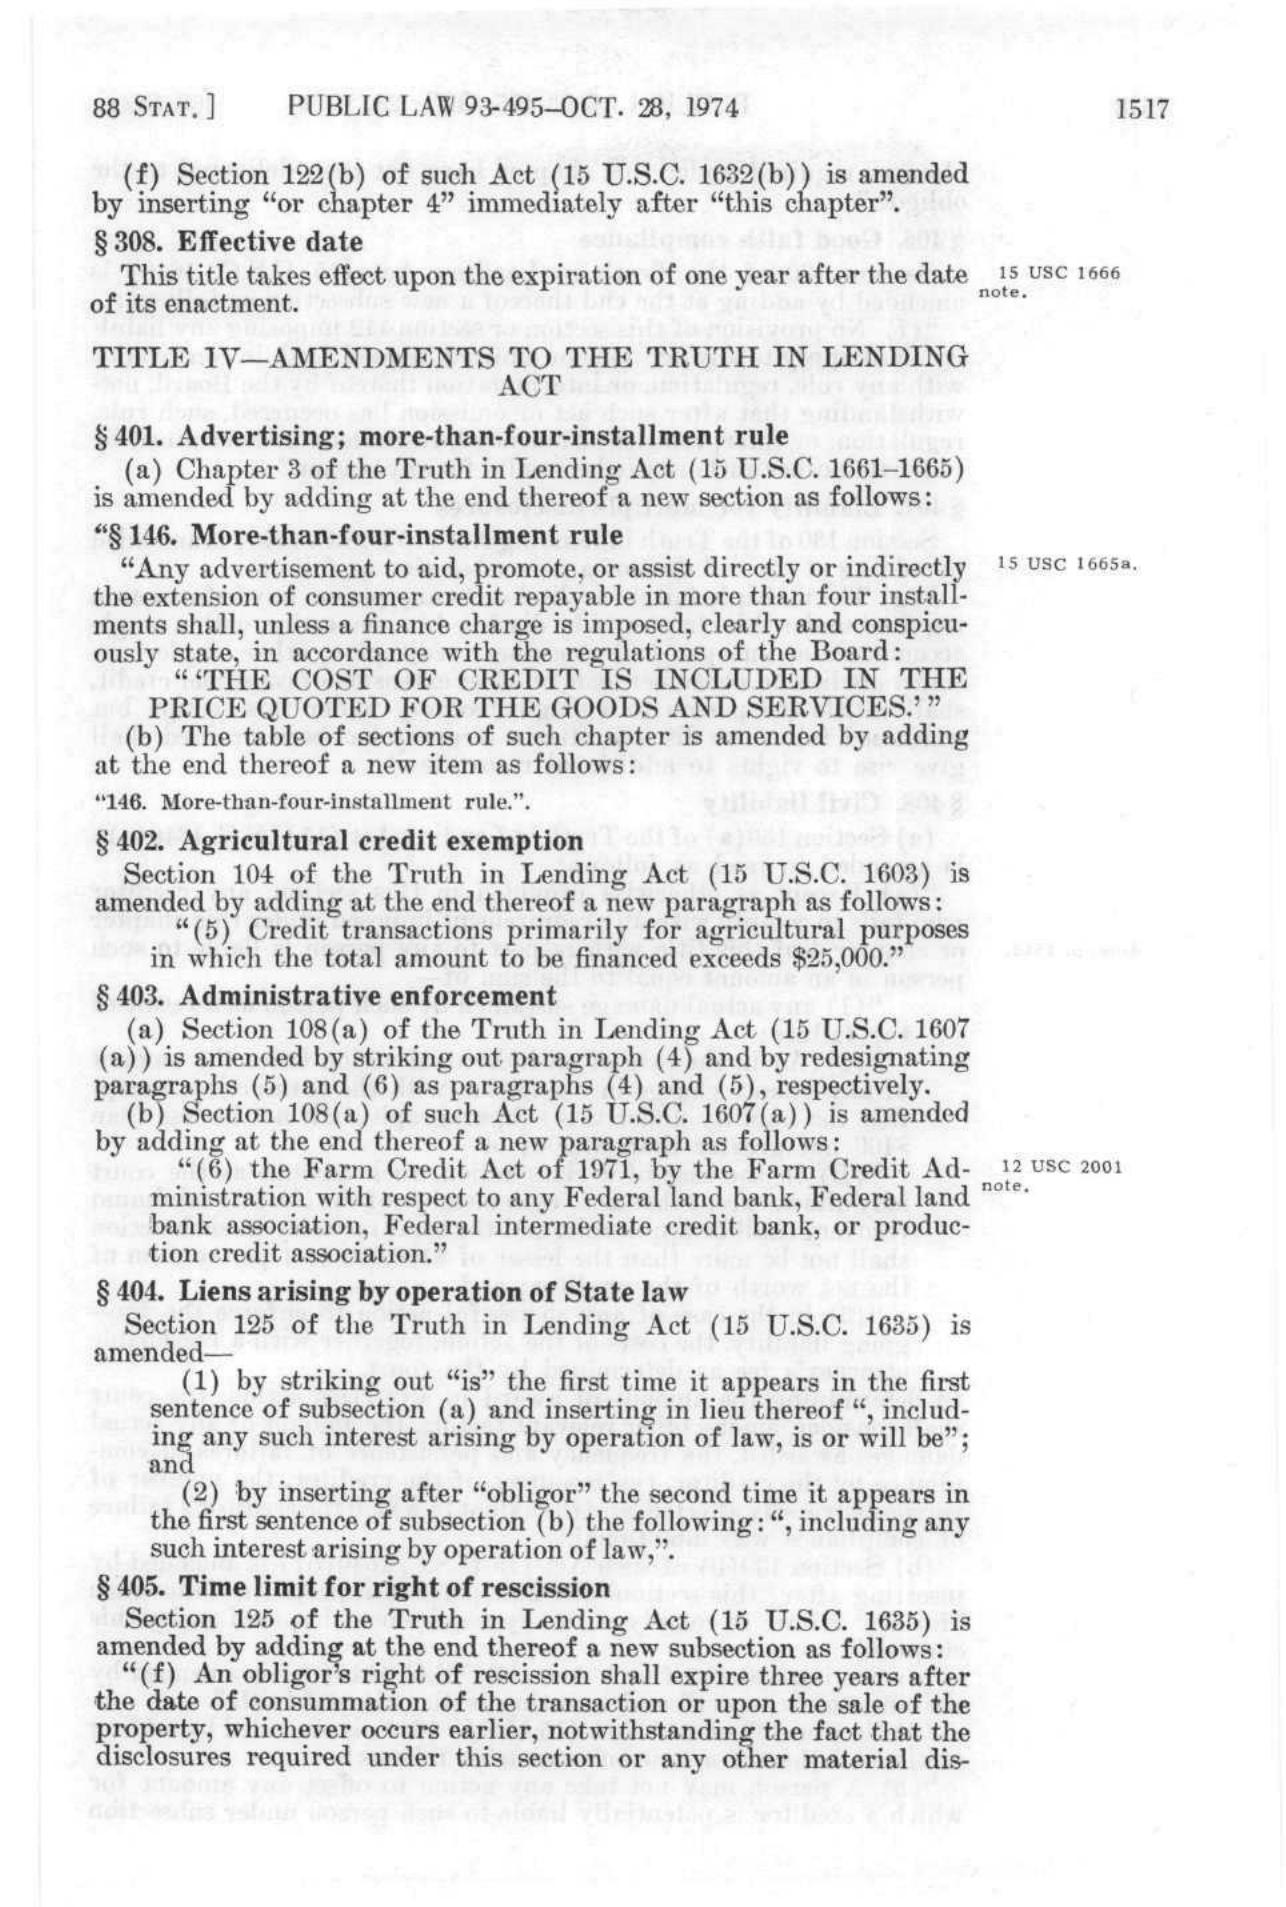 88 STAT.] PUBLIC LAW 93-495—OCT. 28, 1974 1517
(f) Section 122(b) of such Act (15 U.S.C. 1632(b)) is amended
by inserting “or chapter 4” immediately after “this chapter”.
§ 308. Effective date
This title takes effect upon the expiration of one year after the date
of its enactment.
15 USC 1666
note.
TITLE IV—AMENDMENTS TO THE TRUTH IN LENDING
ACT
§ 401. Advertising; more-than-four-installment rule
(a) Chapter 3 of the Truth in Lending Act (15 U.S.C. 1661–1665)
is amended by adding at the end thereof a new section as follows:
“§ 146. More-than-four-installment rule
“Any advertisement to aid, promote, or assist directly or indirectly
15 USC 1665a.
the extension of consumer credit repayable in more than four install-
ments shall, unless a finance charge is imposed, clearly and conspicu-
ously state, in accordance with the regulations of the Board:
“ ‘THE COST OF CREDIT IS INCLUDED IN THE
PRICE QUOTED FOR THE GOODS AND SERVICES.’ ”
(b) The table of sections of such chapter is amended by adding
at the end thereof a new item as follows:
“146. More-than-four-installment rule.”.
§ 402. Agricultural credit exemption
Section 104 of the Truth in Lending Act (15 U.S.C. 1603) is
amended by adding at the end thereof a new paragraph as follows:
“(5) Credit transactions primarily for agricultural purposes
in which the total amount to be financed exceeds $25,000.”
§ 403. Administrative enforcement
(a) Section 108(a) of the Truth in Lending Act (15 U.S.C. 1607
(a)) is amended by striking out paragraph (4) and by redesignating
paragraphs (5) and (6) as paragraphs (4) and (5), respectively.
(b) Section 108(a) of such Act (15 U.S.C. 1607(a)) is amended
by adding at the end thereof a new paragraph as follows:
“(6) the Farm Credit Act of 1971, by the Farm Credit Ad-
ministration with respect to any Federal land bank, Federal land
bank association, Federal intermediate credit bank, or produc-
tion credit association.”
12 USC 2001
note.
§ 404. Liens arising by operation of State law
Section 125 of the Truth in Lending Act (15 U.S.C. 1635) is
amended—
(1) by striking out “is” the first time it appears in the first
sentence of subsection (a) and inserting in lieu thereof “, includ-
ing any such interest arising by operation of law, is or will be”;
and
(2) by inserting after “obligor” the second time it appears in
the first sentence of subsection (b) the following: “, including any
such interest arising by operation of law,”.
§ 405. Time limit for right of rescission
Section 125 of the Truth in Lending Act (15 U.S.C. 1635) is
amended by adding at the end thereof a new subsection as follows:
“(f) An obligor’s right of rescission shall expire three years after
the date of consummation of the transaction or upon the sale of the
property, whichever occurs earlier, notwithstanding the fact that the
disclosures required under this section or any other material dis-